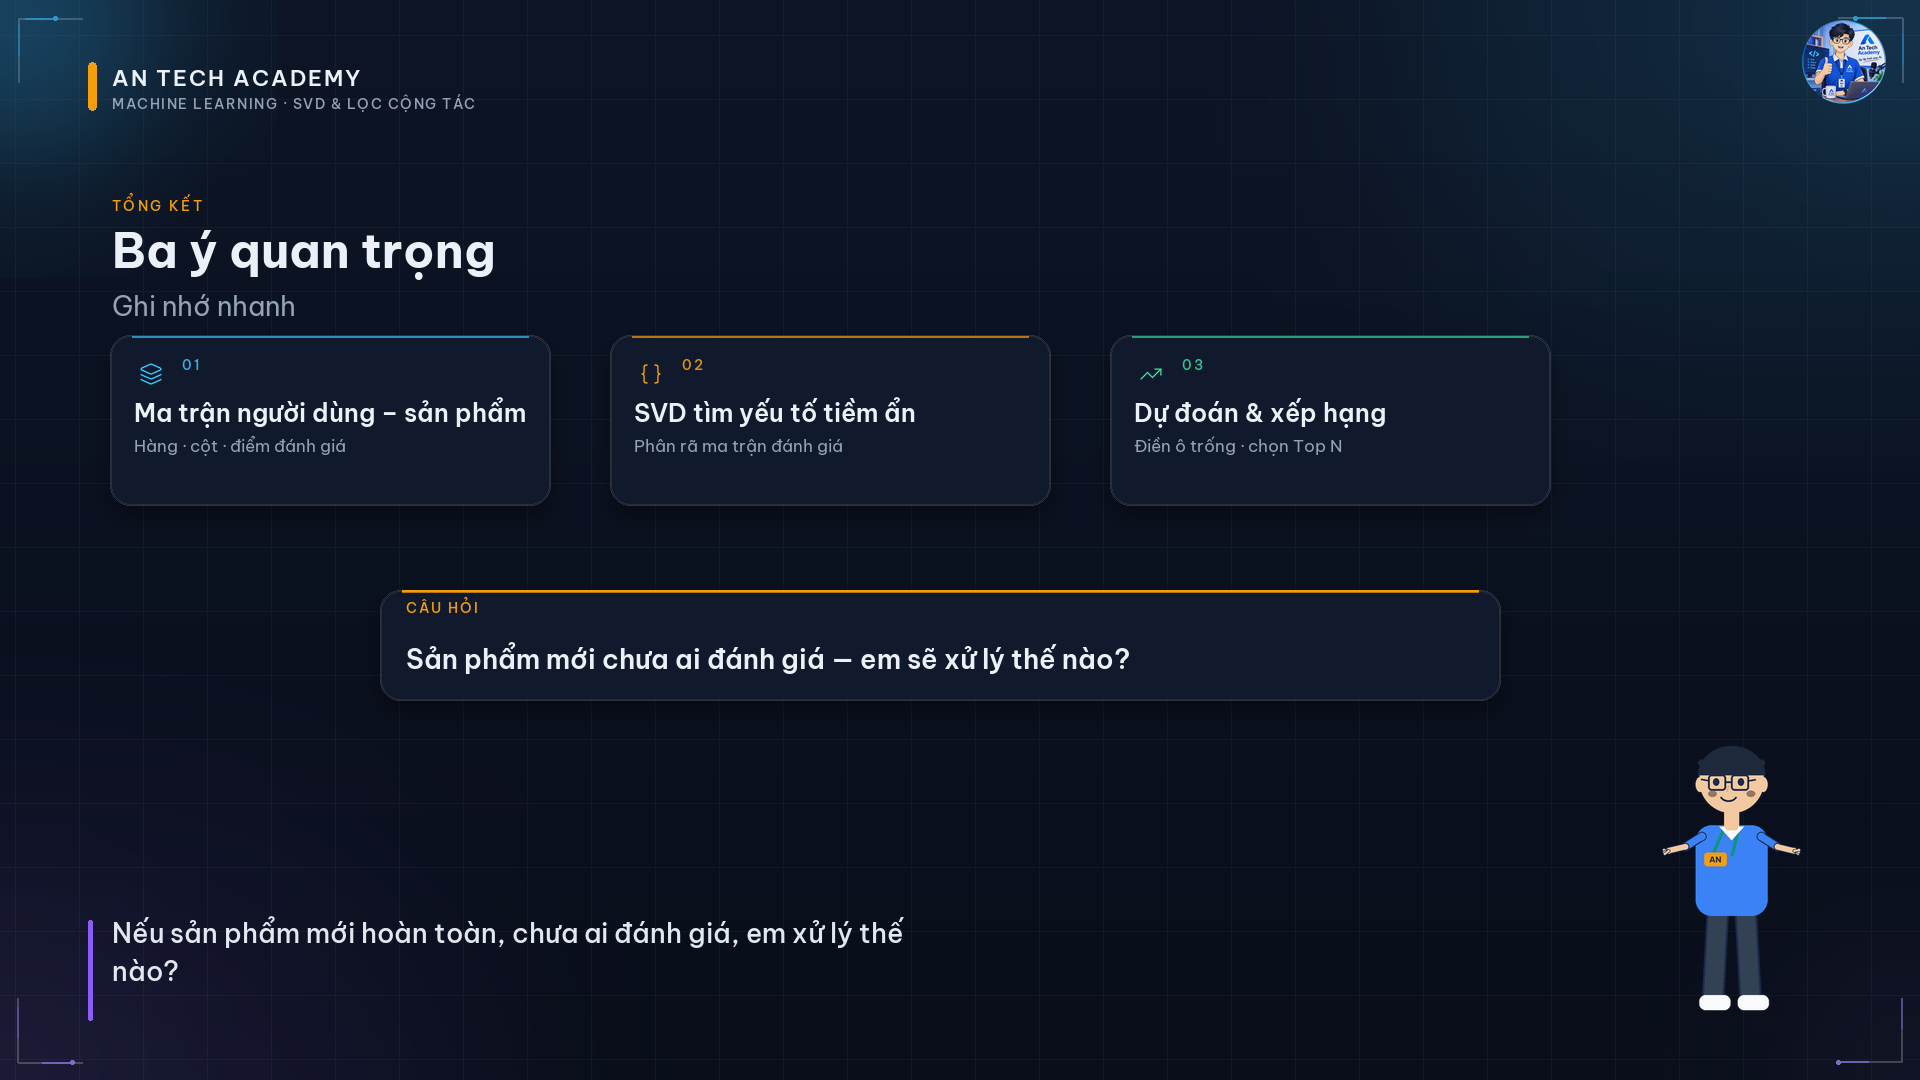 AN TECH ACADEMY
MACHINE LEARNING · SVD & LỌC CỘNG TÁC
An Tech
Academy
TỔNG KẾT
Ba ý quan trọng
Ghi nhớ nhanh
01
Ma trận người dùng – sản phẩm
Hàng · cột · điểm đánh giá
{ } 02
SVD tìm yếu tố tiềm ẩn
Phân rã ma trận đánh giá
03
Dự đoán & xếp hạng
Điền ô trống · chọn Top N
CÂU HỎI
Sản phẩm mới chưa ai đánh giá — em sẽ xử lý thế nào?
AN
Nếu sản phẩm mới hoàn toàn, chưa ai đánh giá, em xử lý thế
nào?